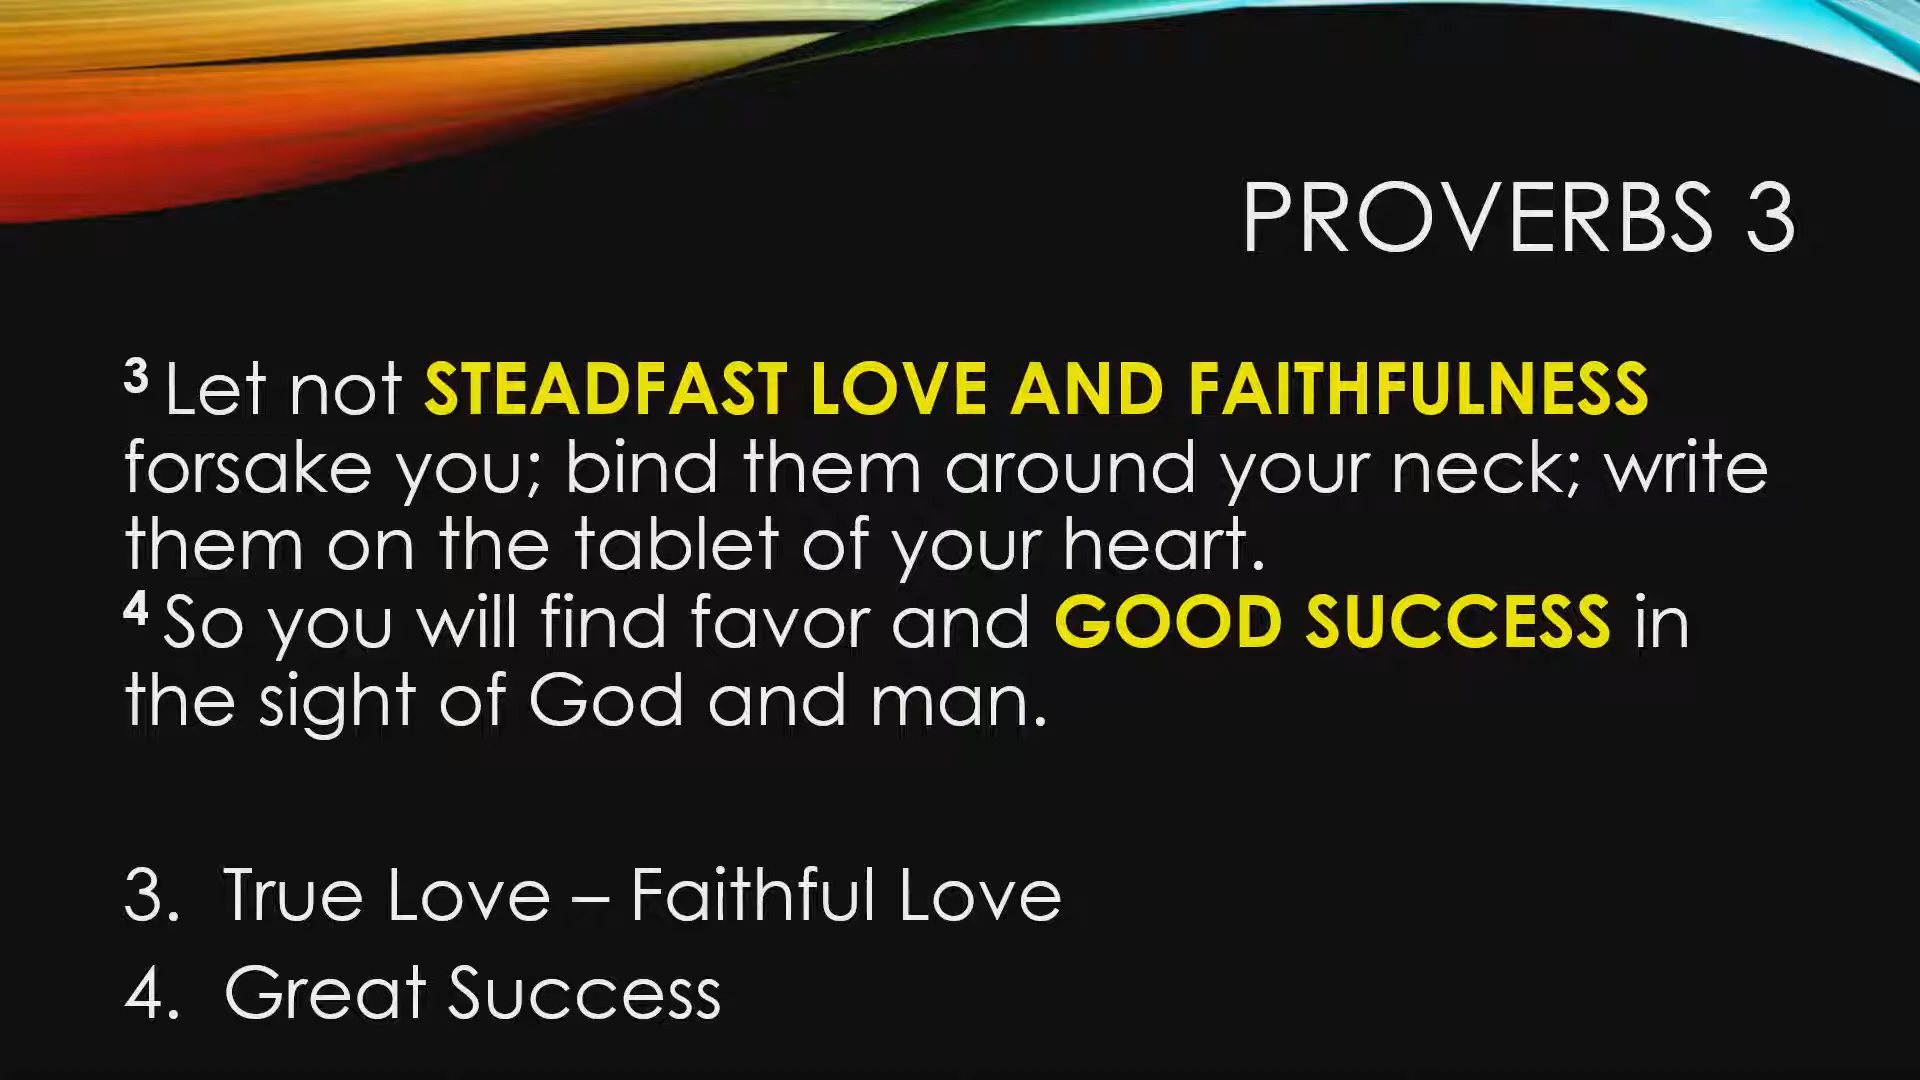 PROVERBS 3
3 Let not STEADFAST LOVE AND FAITHFULNESS
forsake you; bind them around your neck; write
them on the tablet of your heart.
4 So you will find favor and GOOD SUCCESS in
the sight of God and man.
3. True Love – Faithful Love
4. Great Success